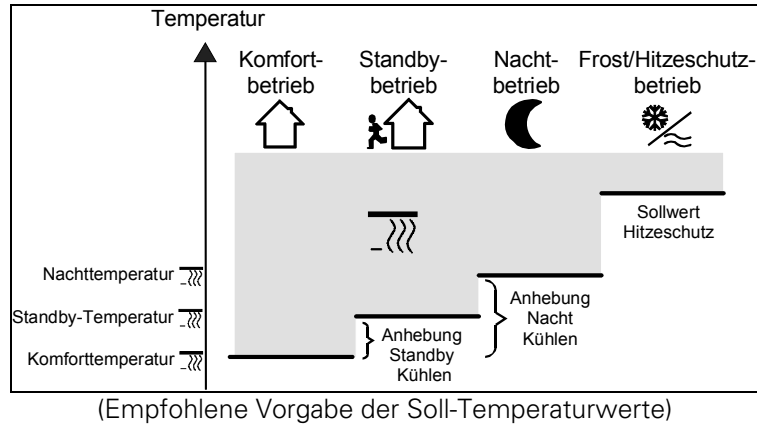 Temperatur
Komfort-
betrieb
Standby-
betrieb
Nacht-
betrieb
Frost/Hitzeschutz-
betrieb
Sollwert
Hitzeschutz
Nachttemperatur
Anhebung
Nacht
Kühlen
Standby-Temperatur
Anhebung
Standby
Kühlen
Komforttemperatur
(Empfohlene Vorgabe der Soll-Temperaturwerte)